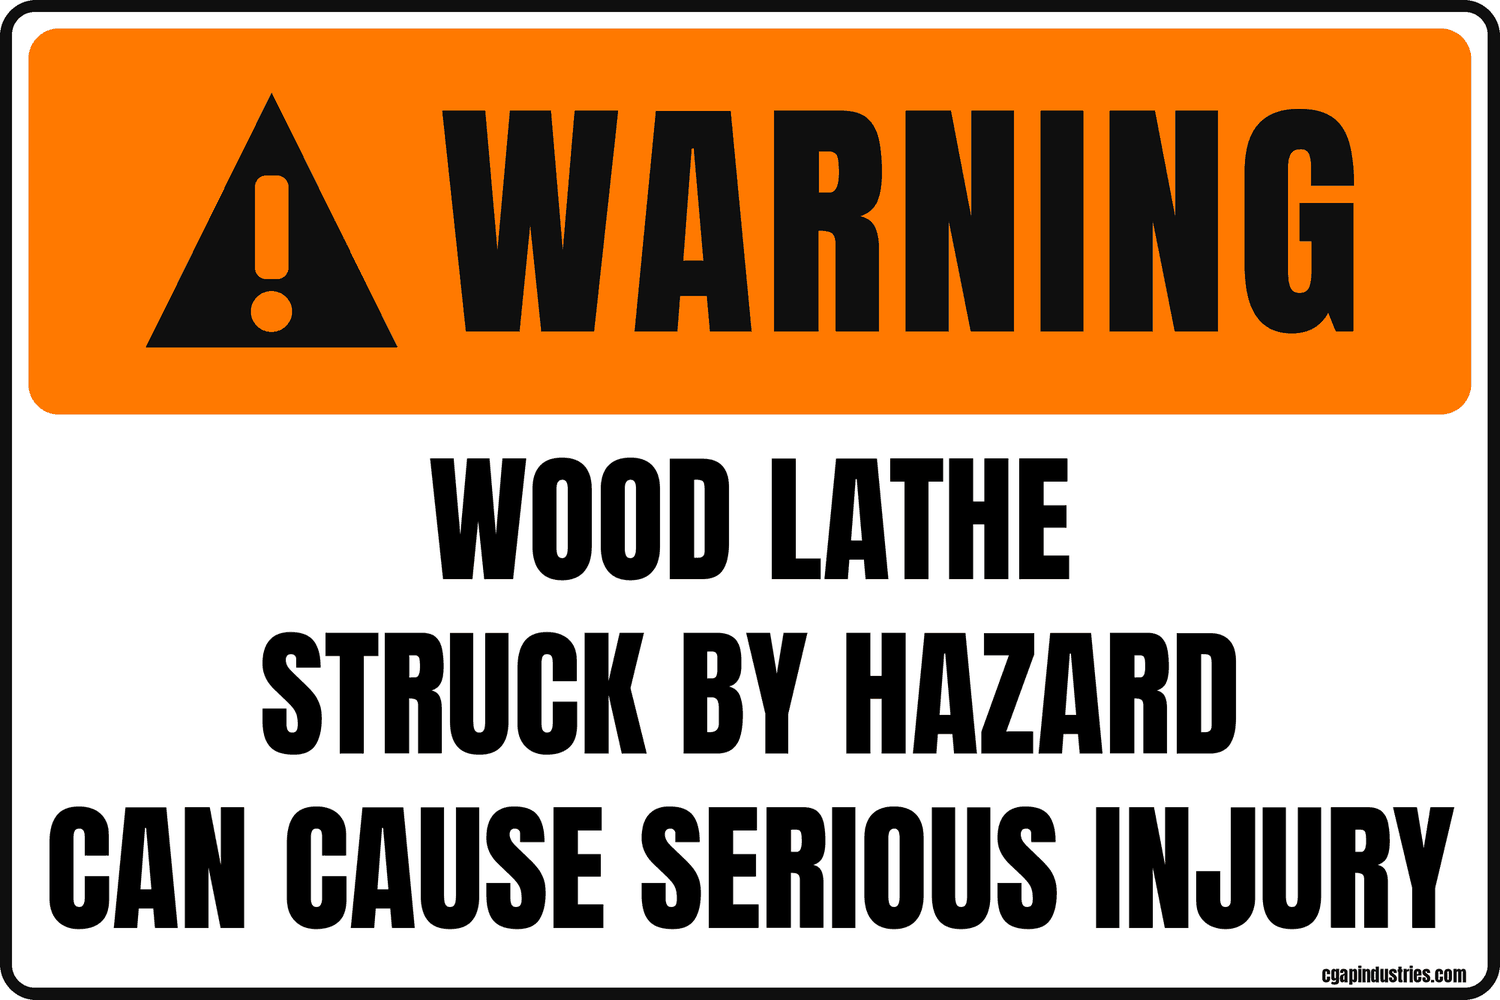 WARNING
WOOD LATHE
STRUCK BY HAZARD
CAN CAUSE SERIOUS INJURY
cgapindustries.com